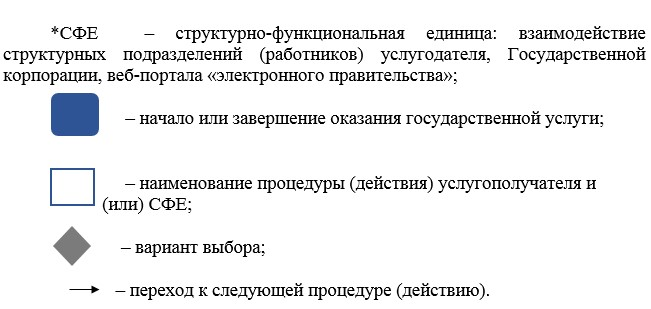 *СФЕ – структурно-функциональная единица: взаимодействие
структурных подразделений (работников) услугодателя, Государственной
корпорации, веб-портала «электронного правительства»;
– начало или завершение оказания государственной услуги;
– наименование процедуры (действия) услугополучателя и
(или) СФЕ;
– вариант выбора;
– переход к следующей процедуре (действию).